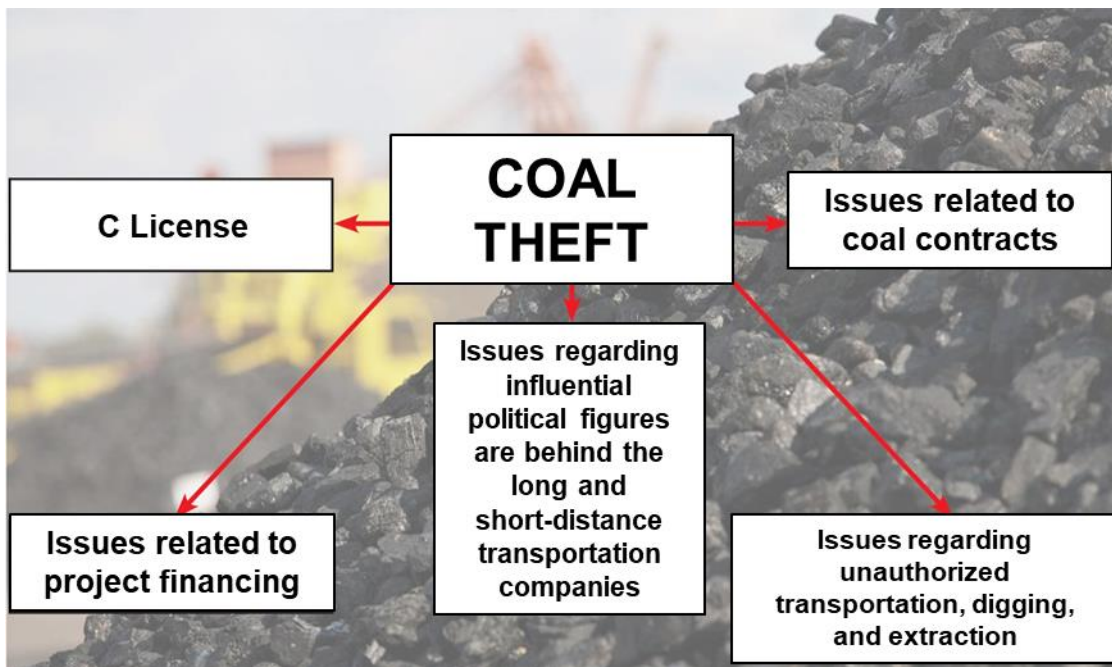 COAL
THEFT
C License
Issues related to
coal contracts
Issues regarding
influential
political figures
are behind the
long and
short-distance
transportation
companies
Issues related to
project financing
Issues regarding
unauthorized
transportation, digging,
and extraction